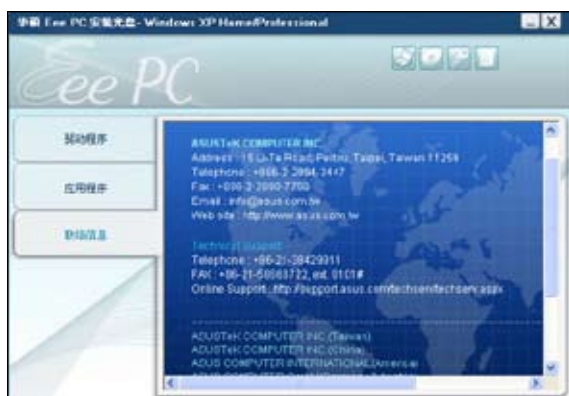 华硕 Eee PC 安装光盘- Windows XP Home/Professional
Eee PC
驱动程序
应用程序
联络信息
ASUSTeK COMPUTER INC.
Address : 15 Li-Te Road, Peitou, Taipei, Taiwan 11259
Telephone : +886-2-2894-3447
Fax : +886-2-2890-7798
Email : info@asus.com.tw
Web site : http://www.asus.com.tw
Technical support
Telephone : +86-21-38429911
FAX : +86-21-58668722, ext. 9101#
Online Support : http://support.asus.com/techserv/techserv.aspx
ASUSTeK COMPUTER INC.(Taiwan)
ASUSTeK COMPUTER INC.(China)
ASUS COMPUTER INTERNATIONAL(America)